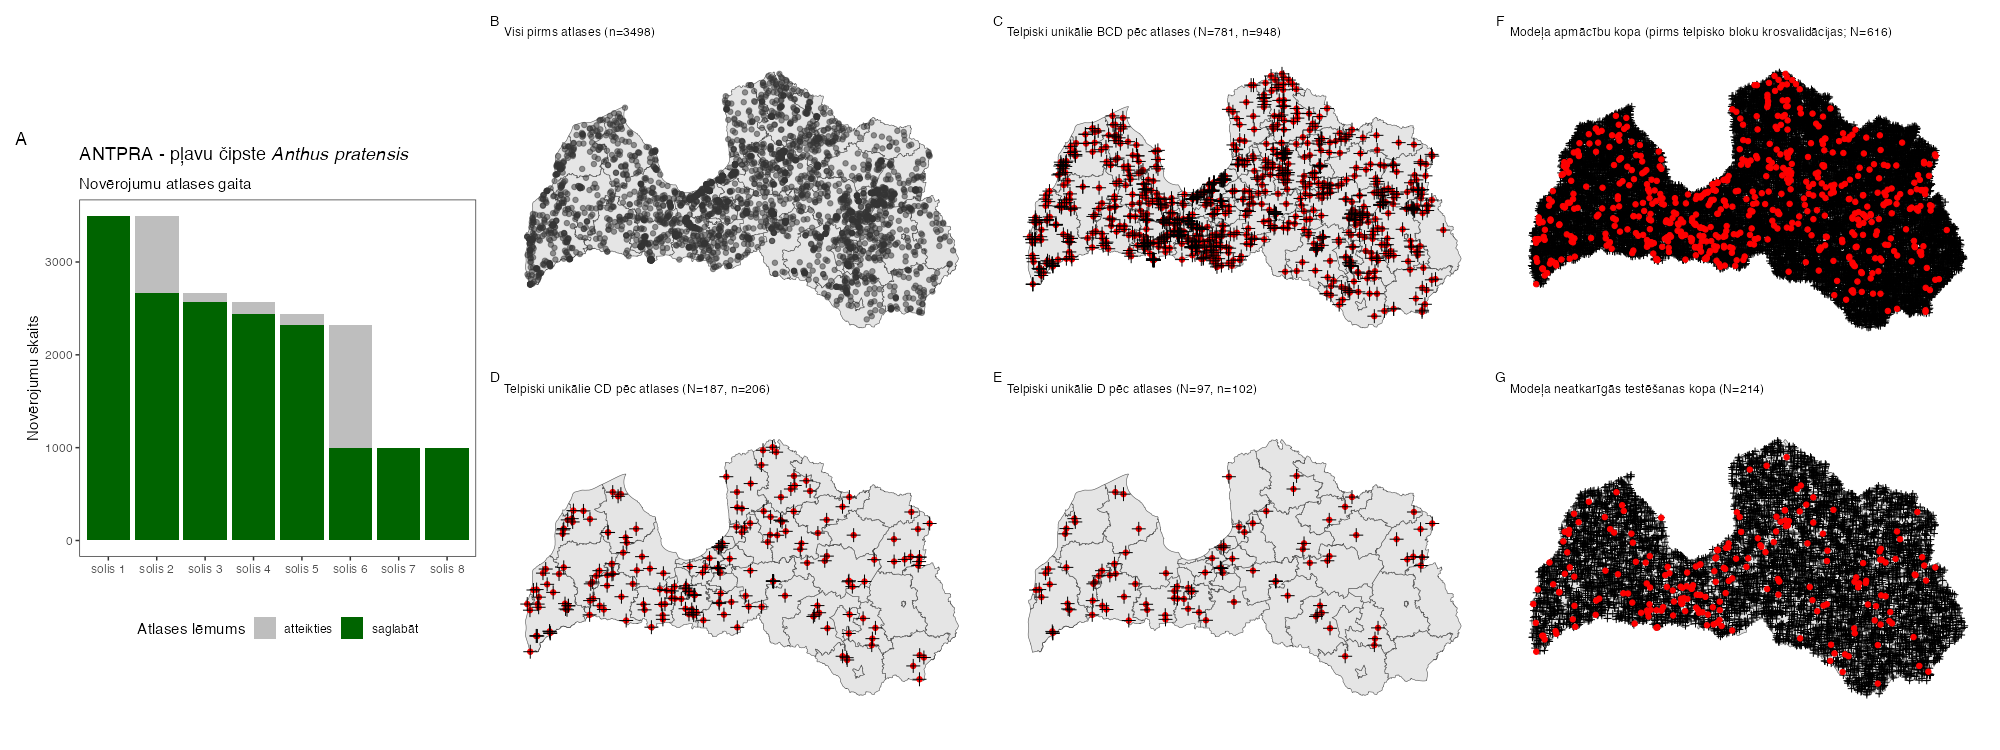 A
ANTPRA - pļavu čipste Anthus pratensis
Novērojumu atlases gaita
Novērojumu skaits
3000
2000
1000
0
solis 1 solis 2 solis 3 solis 4 solis 5 solis 6 solis 7 solis 8
Atlases lēmums atteikties saglabāt
B
Visi pirms atlases (n=3498)
C
Telpiski unikālie BCD pēc atlases (N=781, n=948)
D
Telpiski unikālie CD pēc atlases (N=187, n=206)
E
Telpiski unikālie D pēc atlases (N=97, n=102)
F
Modeļa apmācību kopa (pirms telpisko bloku krosvalidācijas; N=616)
G
Modeļa neatkarīgās testēšanas kopa (N=214)